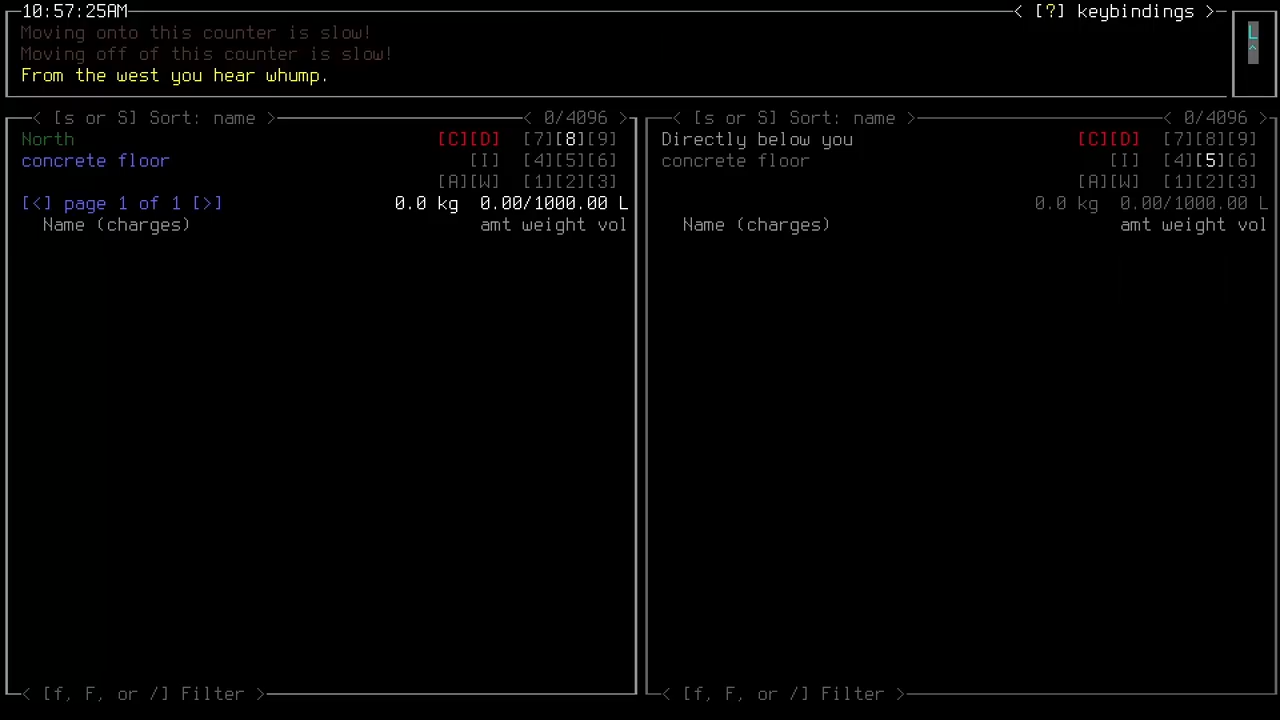 10:57:25AM < [?] keybindings >
Moving onto this counter is slow!
Moving off of this counter is slow!
From the west you hear whump.
L
^
< [s or S] Sort: name > < 0/4096 >
North [C][D] [7][8][9]
concrete floor [I] [4][5][6]
[A][W] [1][2][3]
[<] page 1 of 1 [>] 0.0 kg 0.00/1000.00 L
Name (charges) amt weight vol
< [f, F, or /] Filter >
< [s or S] Sort: name > < 0/4096 >
Directly below you [C][D] [7][8][9]
concrete floor [I] [4][5][6]
[A][W] [1][2][3]
0.0 kg 0.00/1000.00 L
Name (charges) amt weight vol
< [f, F, or /] Filter >